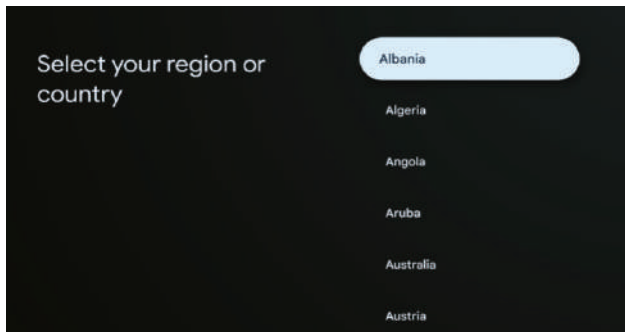 Select your region or
country
Albania
Algeria
Angola
Aruba
Australia
Austria